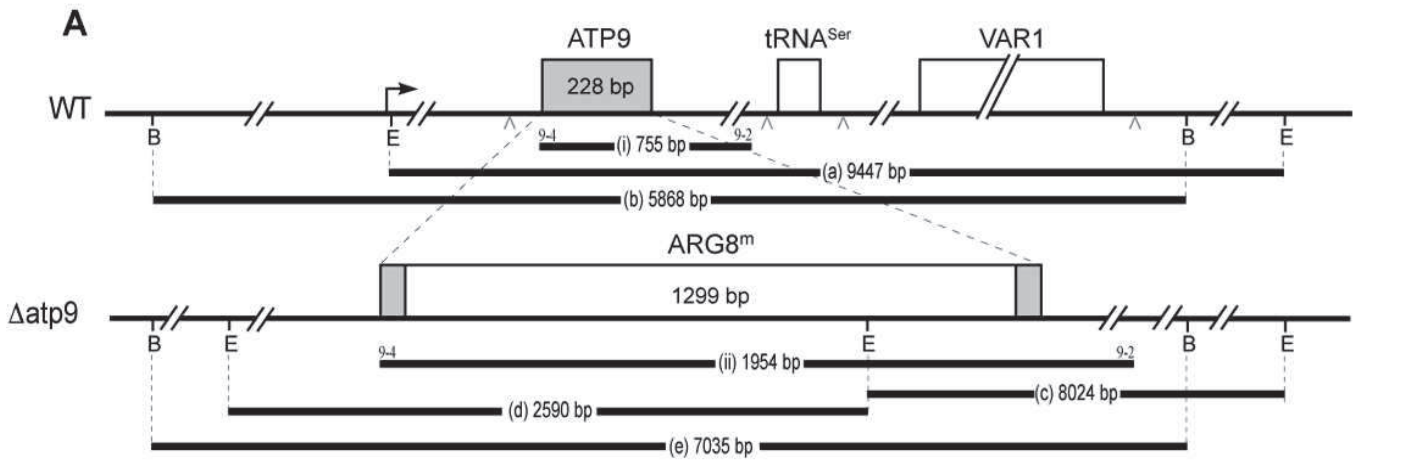 A
ATP9 tRNASer VAR1
228 bp
WT
B E B E
9-4 (i) 755 bp 9-2
(a) 9447 bp
(b) 5868 bp
ARG8m
1299 bp
Δatp9
B E E B E
9-4 (ii) 1954 bp 9-2
(c) 8024 bp
(d) 2590 bp
(e) 7035 bp